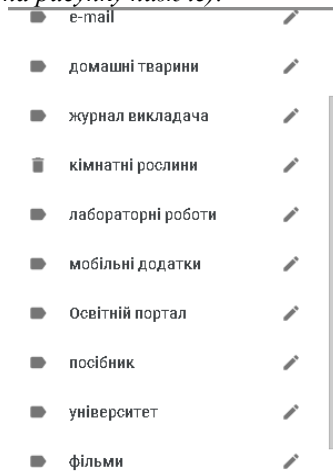 e-mail
домашні тварини
журнал викладача
кімнатні рослини
лабораторні роботи
мобільні додатки
Освітній портал
посібник
університет
фільми